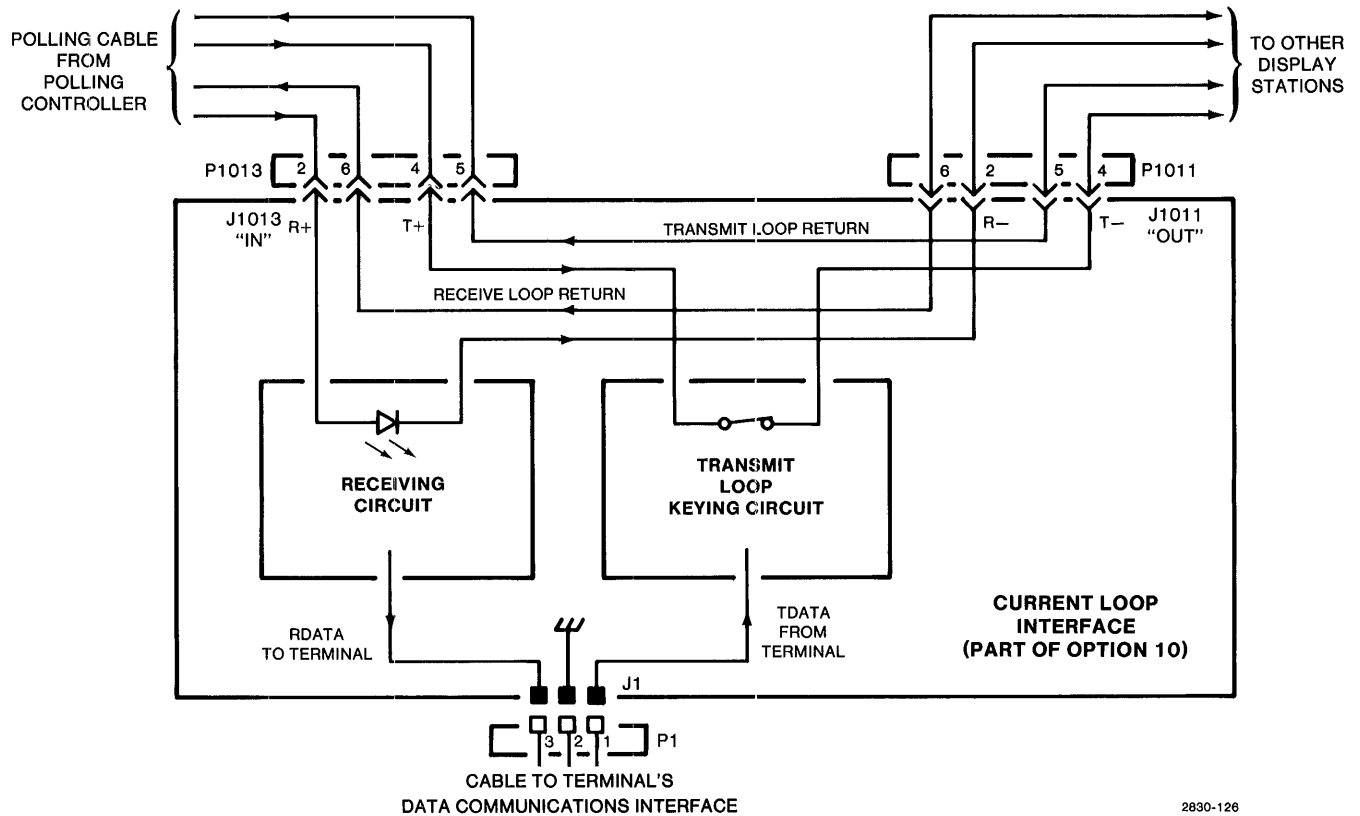 POLLING CABLE
FROM
POLLING
CONTROLLER
TO OTHER
DISPLAY
STATIONS
P1013 2 6 4 5
6 2 5 4 P1011
J1013
"IN"
R+
T+
TRANSMIT LOOP RETURN
R−
T−
J1011
"OUT"
RECEIVE LOOP RETURN
RECEIVING
CIRCUIT
TRANSMIT
LOOP
KEYING CIRCUIT
RDATA
TO TERMINAL
TDATA
FROM
TERMINAL
CURRENT LOOP
INTERFACE
(PART OF OPTION 10)
J1
3 2 1 P1
CABLE TO TERMINAL'S
DATA COMMUNICATIONS INTERFACE
2830-126